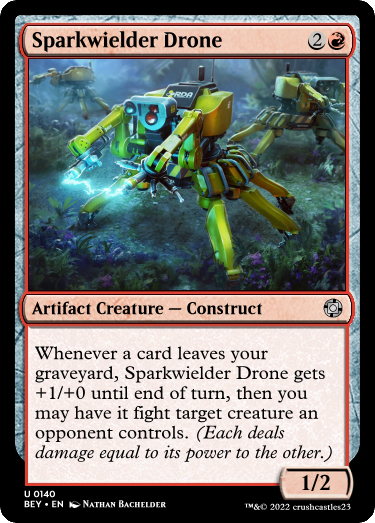 Sparkwielder Drone 2
RDA
Artifact Creature — Construct
Whenever a card leaves your
graveyard, Sparkwielder Drone gets
+1/+0 until end of turn, then you
may have it fight target creature an
opponent controls. (Each deals
damage equal to its power to the other.)
1/2
U 0140
BEY • EN Nathan Bachelder
™&© 2022 crushcastles23